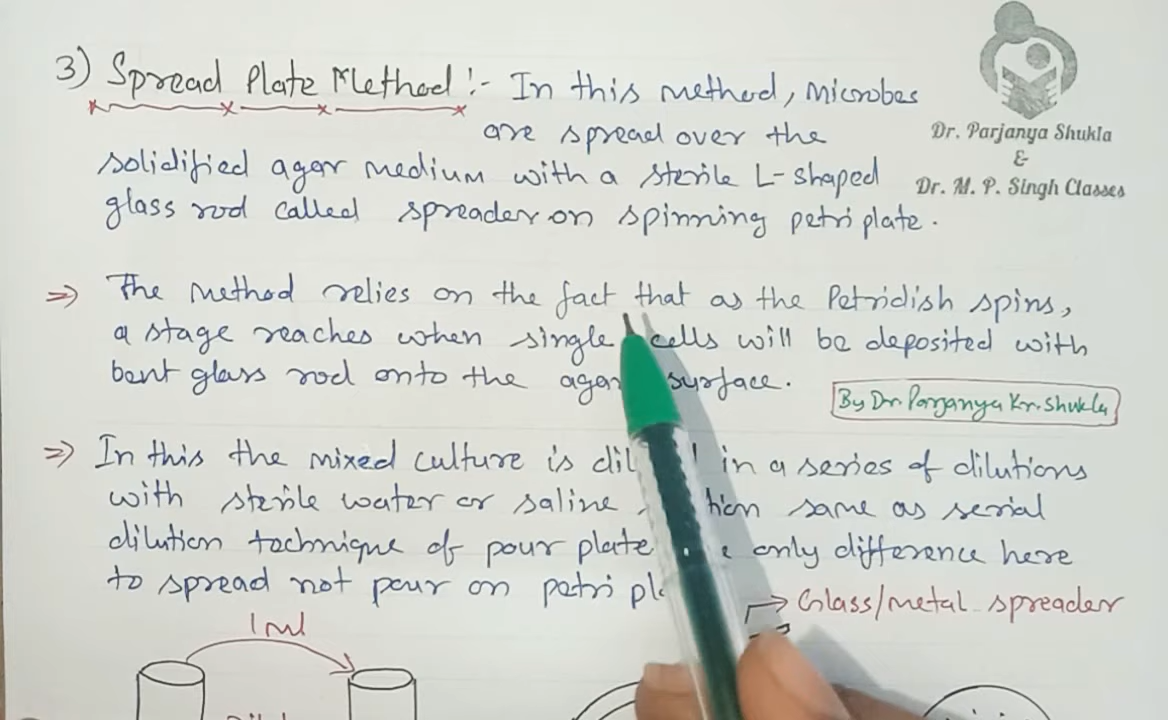 3) Spread Plate Method :- In this method, Microbes
are spread over the
solidified agar medium with a sterile L-shaped
glass rod called spreader on spinning petri plate.
Dr. Parjanya Shukla
&
Dr. M. P. Singh Classes
⇒ The method relies on the fact that as the Petridish spins,
a stage reaches when single cells will be deposited with
bent glass rod onto the agar surface.
By Dr. Parjanya Kr. Shukla
⇒ In this the mixed culture is dil in a series of dilutions
with sterile water or saline same as serial
dilution technique of pour plate only difference here
to spread not pour on petri pl
→ Glass/metal spreader
1ml